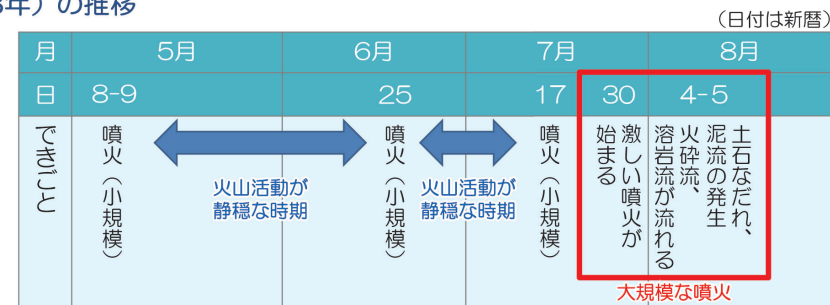 年）の推移
（日付は新暦）
月 5月 6月 7月 8月
日 8-9 25 17 30 4-5
できごと
噴火（小規模）
火山活動が
静穏な時期
噴火（小規模）
火山活動が
静穏な時期
噴火（小規模）
激しい噴火が
始まる
土石なだれ、
泥流の発生
火砕流、
溶岩流が流れる
大規模な噴火